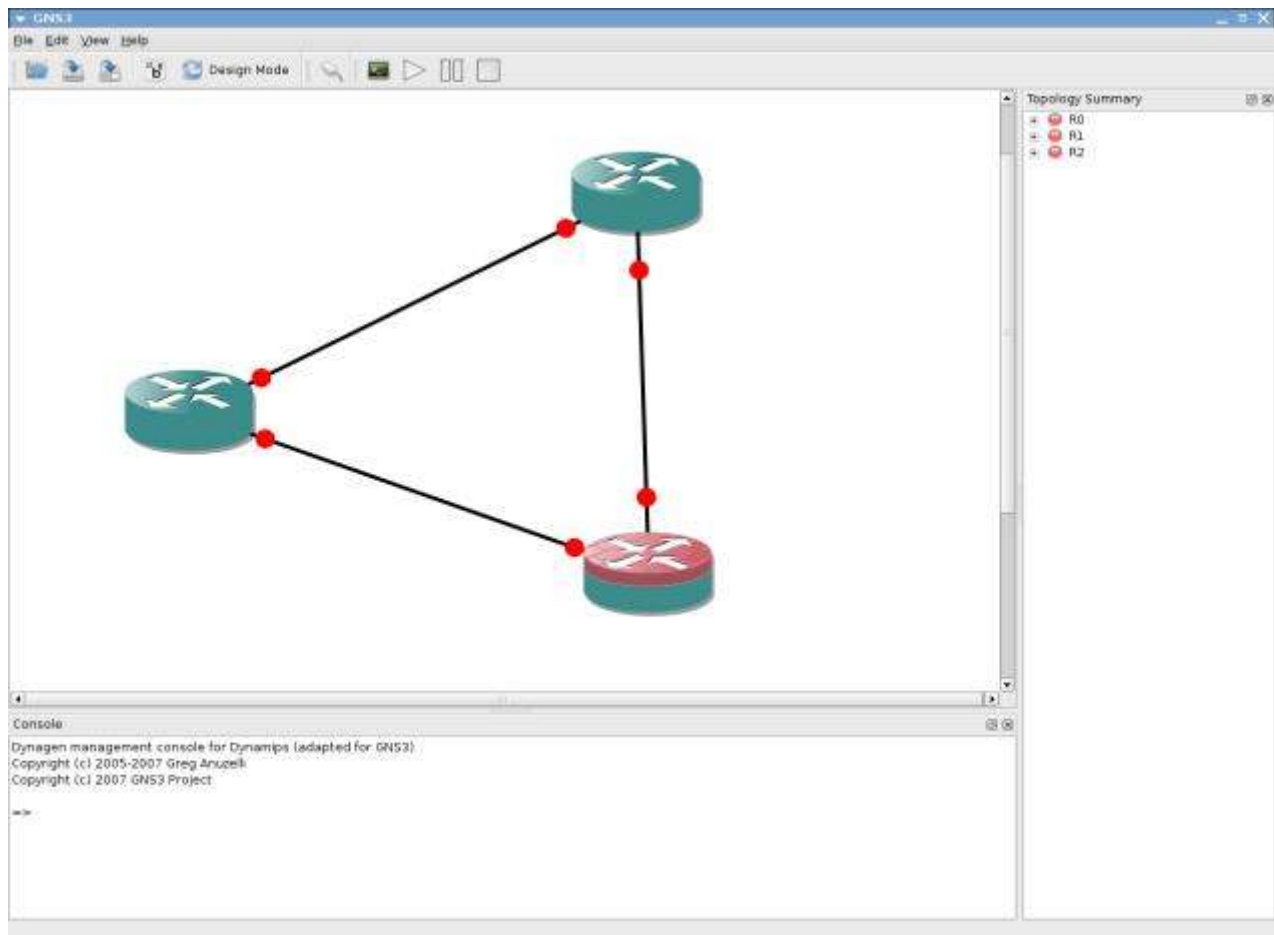 GNS3
File Edit View Help
Design Mode
Topology Summary
R0
R1
R2
Console
Dynagen management console for Dynamips (adapted for GNS3)
Copyright (c) 2005-2007 Greg Anuzelli
Copyright (c) 2007 GNS3 Project
=>